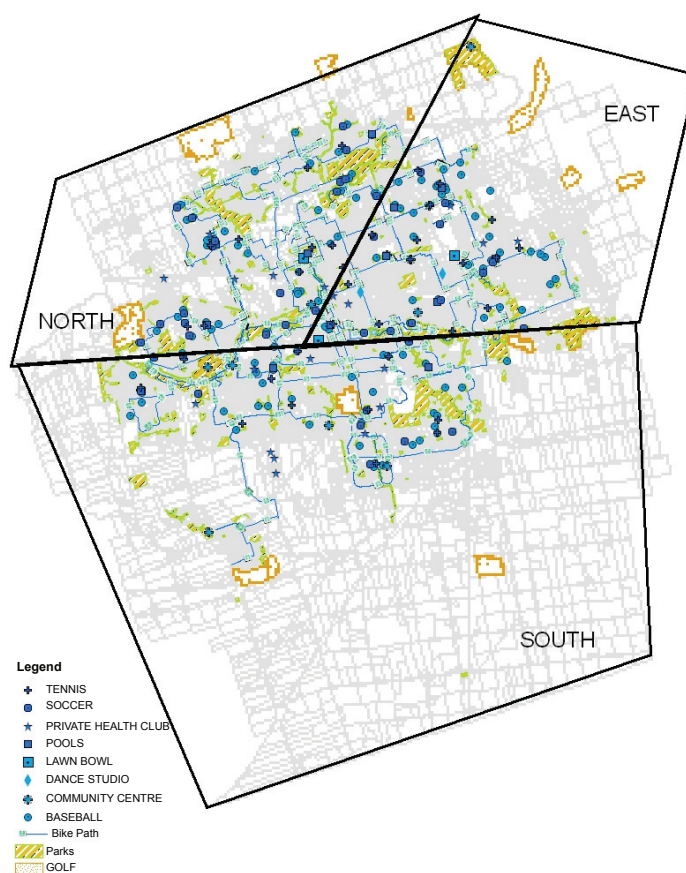 EAST
NORTH
SOUTH
Legend
TENNIS
SOCCER
PRIVATE HEALTH CLUB
POOLS
LAWN BOWL
DANCE STUDIO
COMMUNITY CENTRE
BASEBALL
Bike Path
Parks
GOLF